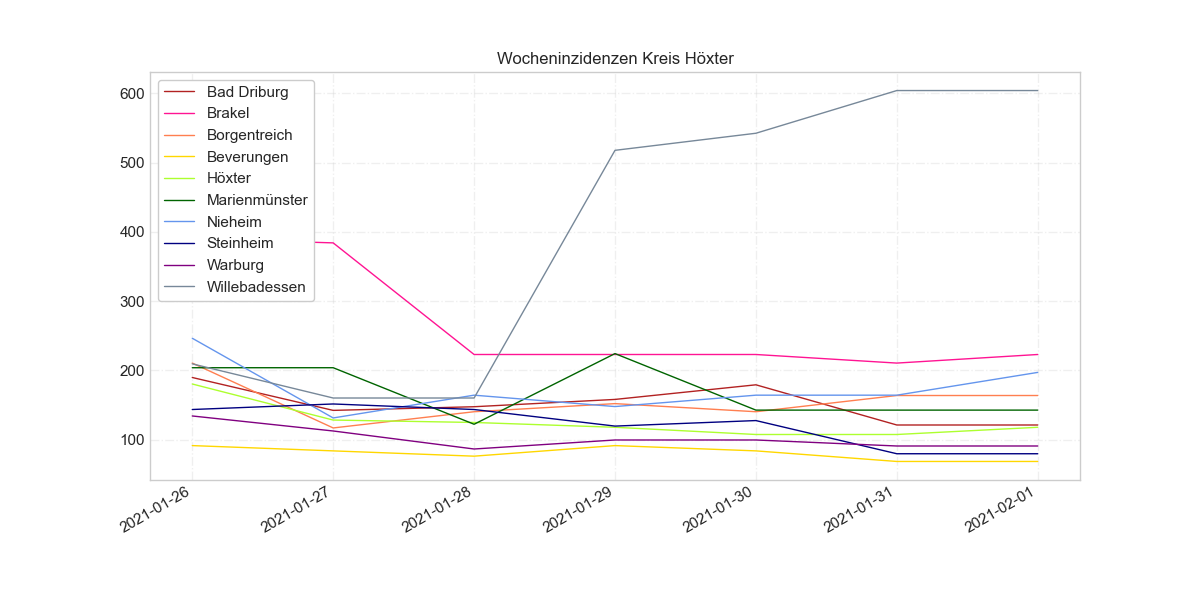 Wocheninzidenzen Kreis Höxter
600
500
400
300
200
100
Bad Driburg
Brakel
Borgentreich
Beverungen
Höxter
Marienmünster
Nieheim
Steinheim
Warburg
Willebadessen
2021-01-26
2021-01-27
2021-01-28
2021-01-29
2021-01-30
2021-01-31
2021-02-01